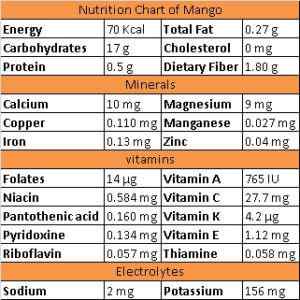 Nutrition Chart of Mango
Energy 70 Kcal Total Fat 0.27 g
Carbohydrates 17 g Cholesterol 0 mg
Protein 0.5 g Dietary Fiber 1.80 g
Minerals
Calcium 10 mg Magnesium 9 mg
Copper 0.110 mg Manganese 0.027 mg
Iron 0.13 mg Zinc 0.04 mg
vitamins
Folates 14 µg Vitamin A 765 IU
Niacin 0.584 mg Vitamin C 27.7 mg
Pantothenic acid 0.160 mg Vitamin K 4.2 µg
Pyridoxine 0.134 mg Vitamin E 1.12 mg
Riboflavin 0.057 mg Thiamine 0.058 mg
Electrolytes
Sodium 2 mg Potassium 156 mg